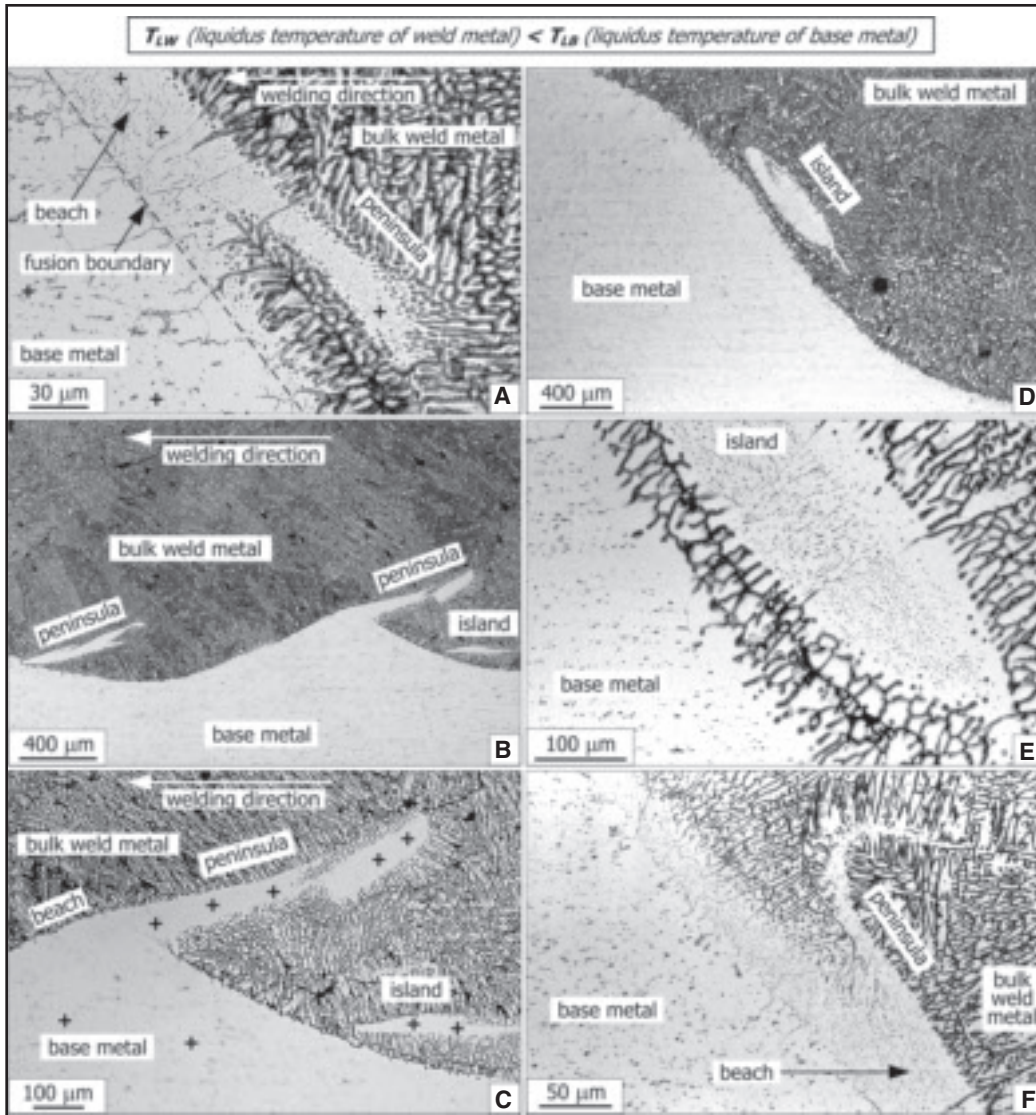 T_LW (liquidus temperature of weld metal) < T_LB (liquidus temperature of base metal)
welding direction
bulk weld metal
beach
peninsula
fusion boundary
base metal
30 μm
A
welding direction
bulk weld metal
peninsula
peninsula
island
base metal
400 μm
B
welding direction
bulk weld metal
peninsula
beach
island
base metal
100 μm
C
bulk weld metal
island
base metal
400 μm
D
island
base metal
100 μm
E
peninsula
base metal
bulk
weld
metal
beach
50 μm
F